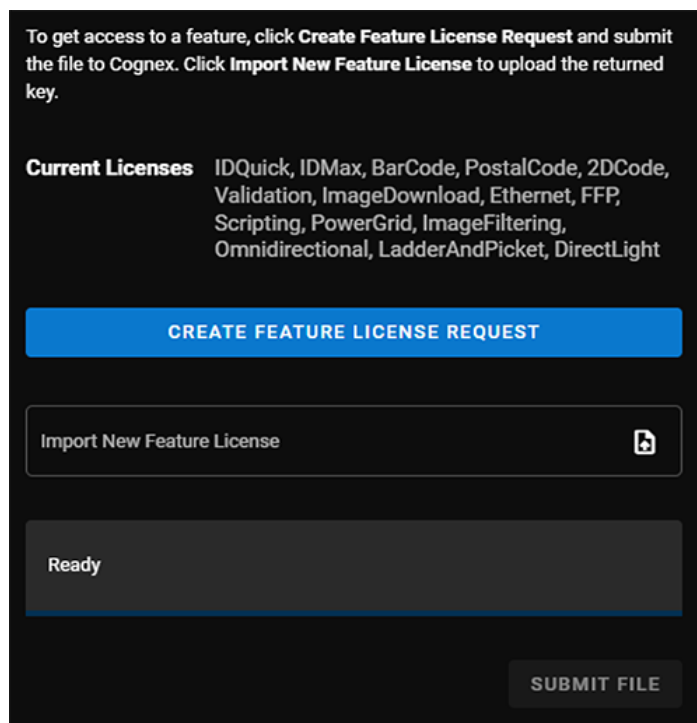 To get access to a feature, click Create Feature License Request and submit
the file to Cognex. Click Import New Feature License to upload the returned
key.
Current Licenses IDQuick, IDMax, BarCode, PostalCode, 2DCode,
Validation, ImageDownload, Ethernet, FFP,
Scripting, PowerGrid, ImageFiltering,
Omnidirectional, LadderAndPicket, DirectLight
CREATE FEATURE LICENSE REQUEST
Import New Feature License
Ready
SUBMIT FILE